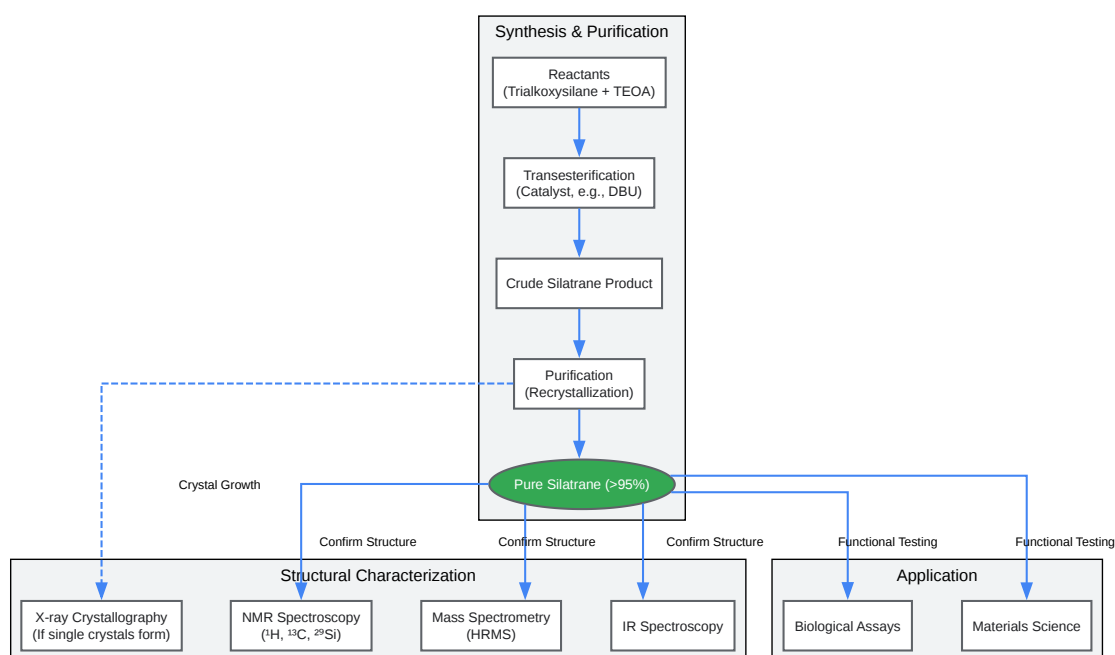 Synthesis & Purification
Reactants
(Trialkoxysilane + TEOA)
Transesterification
(Catalyst, e.g., DBU)
Crude Silatrane Product
Purification
(Recrystallization)
Pure Silatrane (>95%)
Crystal Growth
Confirm Structure
Confirm Structure
Confirm Structure
Functional Testing
Functional Testing
Structural Characterization
X-ray Crystallography
(If single crystals form)
NMR Spectroscopy
(¹H, ¹³C, ²⁹Si)
Mass Spectrometry
(HRMS)
IR Spectroscopy
Application
Biological Assays
Materials Science